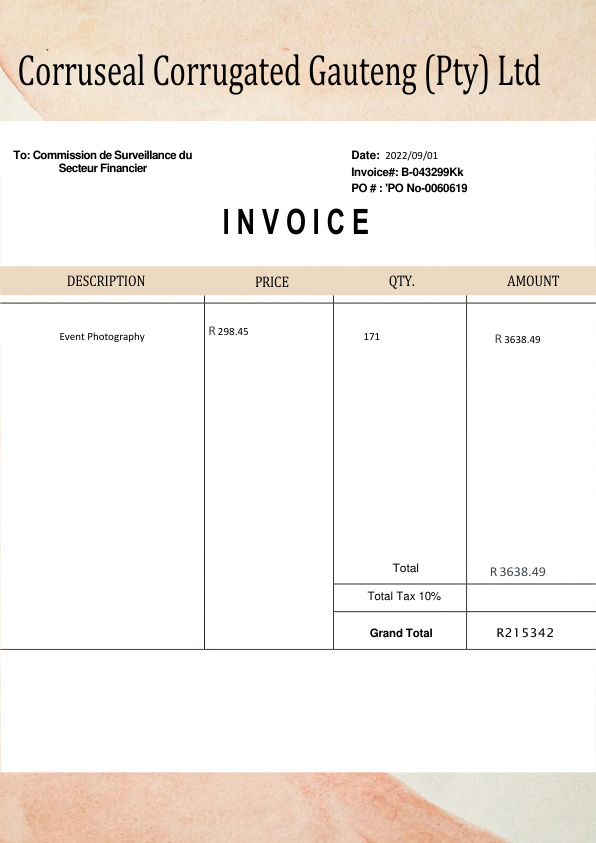 Corruseal Corrugated Gauteng (Pty) Ltd
To: Commission de Surveillance du
Secteur Financier
Date: 2022/09/01
Invoice#: B-043299Kk
PO # : 'PO No-0060619
INVOICE
DESCRIPTION PRICE QTY. AMOUNT
Event Photography R 298.45 171 R 3638.49
Total R 3638.49
Total Tax 10%
Grand Total R215342